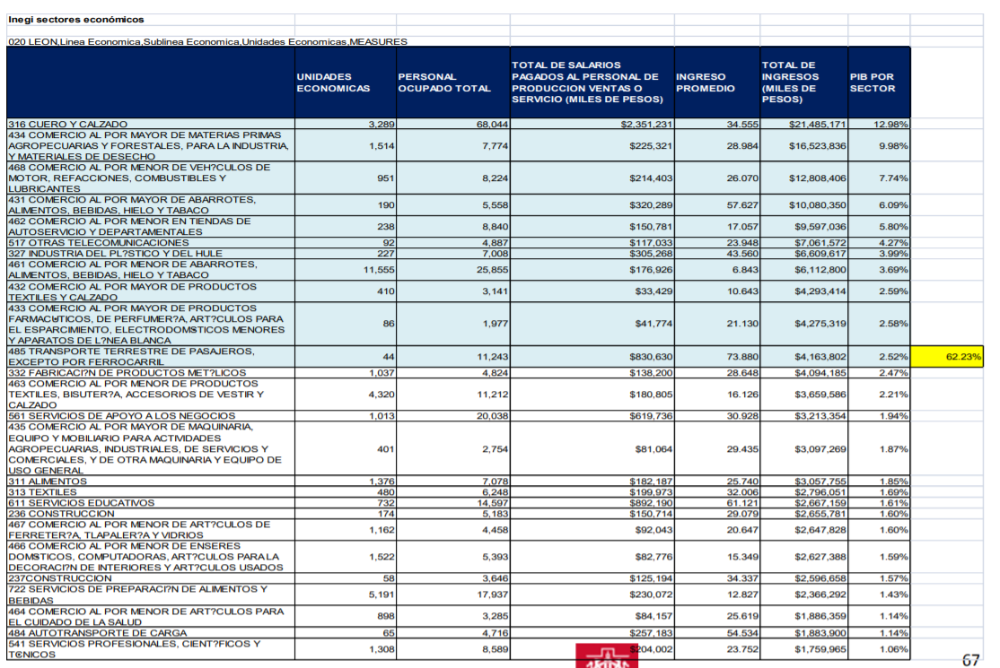 Inegi sectores económicos
020 LEON,Linea Economica,Sublinea Economica,Unidades Economicas,MEASURES
UNIDADES ECONOMICAS PERSONAL OCUPADO TOTAL TOTAL DE SALARIOS PAGADOS AL PERSONAL DE PRODUCCION VENTAS O SERVICIO (MILES DE PESOS) INGRESO PROMEDIO TOTAL DE INGRESOS (MILES DE PESOS) PIB POR SECTOR
316 CUERO Y CALZADO 3,289 68,044 $2,351,231 34.555 $21,485,171 12.98%
434 COMERCIO AL POR MAYOR DE MATERIAS PRIMAS
AGROPECUARIAS Y FORESTALES, PARA LA INDUSTRIA,
Y MATERIALES DE DESECHO
1,514 7,774 $225,321 28.984 $16,523,836 9.98%
468 COMERCIO AL POR MENOR DE VEH?CULOS DE
MOTOR, REFACCIONES, COMBUSTIBLES Y
LUBRICANTES
951 8,224 $214,403 26.070 $12,808,406 7.74%
431 COMERCIO AL POR MAYOR DE ABARROTES,
ALIMENTOS, BEBIDAS, HIELO Y TABACO
190 5,558 $320,289 57.627 $10,080,350 6.09%
462 COMERCIO AL POR MENOR EN TIENDAS DE
AUTOSERVICIO Y DEPARTAMENTALES
238 8,840 $150,781 17.057 $9,597,036 5.80%
517 OTRAS TELECOMUNICACIONES 92 4,887 $117,033 23.948 $7,061,572 4.27%
327 INDUSTRIA DEL PL?STICO Y DEL HULE 227 7,008 $305,268 43.560 $6,609,617 3.99%
461 COMERCIO AL POR MENOR DE ABARROTES,
ALIMENTOS, BEBIDAS, HIELO Y TABACO
11,555 25,855 $176,926 6.843 $6,112,800 3.69%
432 COMERCIO AL POR MAYOR DE PRODUCTOS
TEXTILES Y CALZADO
410 3,141 $33,429 10.643 $4,293,414 2.59%
433 COMERCIO AL POR MAYOR DE PRODUCTOS
DE PERFUMER?A, ART?CULOS PARA
EL ESPARCIMIENTO, MENORES
Y APARATOS DE L?NEA BLANCA
86 1,977 $41,774 21.130 $4,275,319 2.58%
485 TRANSPORTE TERRESTRE DE PASAJEROS,
EXCEPTO POR FERROCARRIL
44 11,243 $830,630 73.880 $4,163,802 2.52% 62.23%
332 FABRICACI?N DE PRODUCTOS MET?LICOS 1,037 4,824 $138,200 28.648 $4,094,185 2.47%
463 COMERCIO AL POR MENOR DE PRODUCTOS
TEXTILES, BISUTER?A, ACCESORIOS DE VESTIR Y
CALZADO
4,320 11,212 $180,805 16.126 $3,659,586 2.21%
561 SERVICIOS DE APOYO A LOS NEGOCIOS 1,013 20,038 $619,736 30.928 $3,213,354 1.94%
435 COMERCIO AL POR MAYOR DE MAQUINARIA,
EQUIPO Y MOBILIARIO PARA ACTIVIDADES
AGROPECUARIAS, INDUSTRIALES, DE SERVICIOS Y
COMERCIALES, Y DE OTRA MAQUINARIA Y EQUIPO DE
USO GENERAL
401 2,754 $81,064 29.435 $3,097,269 1.87%
311 ALIMENTOS 1,376 7,078 $182,187 25.740 $3,057,755 1.85%
313 TEXTILES 480 6,248 $199,973 32.006 $2,796,051 1.69%
611 SERVICIOS EDUCATIVOS 732 14,597 $892,190 61.121 $2,667,159 1.61%
236 CONSTRUCCION 174 5,183 $150,714 29.079 $2,655,781 1.60%
467 COMERCIO AL POR MENOR DE ART?CULOS DE
FERRETER?A, TLAPALER?A Y VIDRIOS
1,162 4,458 $92,043 20.647 $2,647,828 1.60%
466 COMERCIO AL POR MENOR DE ENSERES
COMPUTADORAS, ART?CULOS PARA LA
DECORACI?N DE INTERIORES Y ART?CULOS USADOS
1,522 5,393 $82,776 15.349 $2,627,388 1.59%
237CONSTRUCCION 58 3,646 $125,194 34.337 $2,596,658 1.57%
722 SERVICIOS DE PREPARACI?N DE ALIMENTOS Y
BEBIDAS
5,191 17,937 $230,072 12.827 $2,366,292 1.43%
464 COMERCIO AL POR MENOR DE ART?CULOS PARA
EL CUIDADO DE LA SALUD
898 3,285 $84,157 25.619 $1,886,359 1.14%
484 AUTOTRANSPORTE DE CARGA 65 4,716 $257,183 54.534 $1,883,900 1.14%
541 SERVICIOS PROFESIONALES, CIENT?FICOS Y
1,308 8,589 $204,002 23.752 $1,759,965 1.06%
67